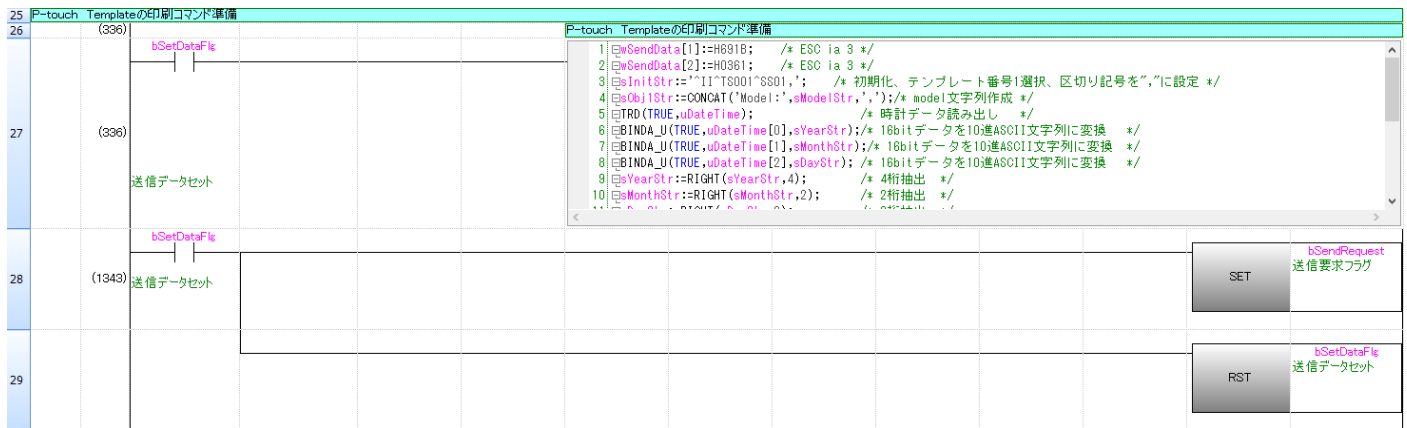 25 P-touch Templateの印刷コマンド準備
26 (336) P-touch Templateの印刷コマンド準備
bSetDataFlg
1 wSendData[1]:=H691B; /* ESC ia 3 */
2 wSendData[2]:=H0361; /* ESC ia 3 */
3 sInitStr:='^II^TS001^SS01,'; /* 初期化、テンプレート番号1選択、区切り記号を","に設定 */
4 sObj1Str:=CONCAT('Model:',sModelStr,',');/* model文字列作成 */
5 TRD(TRUE,uDateTime); /* 時計データ読み出し */
6 BINDA_U(TRUE,uDateTime[0],sYearStr);/* 16bitデータを10進ASCII文字列に変換 */
7 BINDA_U(TRUE,uDateTime[1],sMonthStr);/* 16bitデータを10進ASCII文字列に変換 */
8 BINDA_U(TRUE,uDateTime[2],sDayStr); /* 16bitデータを10進ASCII文字列に変換 */
9 sYearStr:=RIGHT(sYearStr,4); /* 4桁抽出 */
10 sMonthStr:=RIGHT(sMonthStr,2); /* 2桁抽出 */
27 (336)
送信データセット
bSetDataFlg
28 (1343) 送信データセット
SET
bSendRequest
送信要求フラグ
29
RST
bSetDataFlg
送信データセット